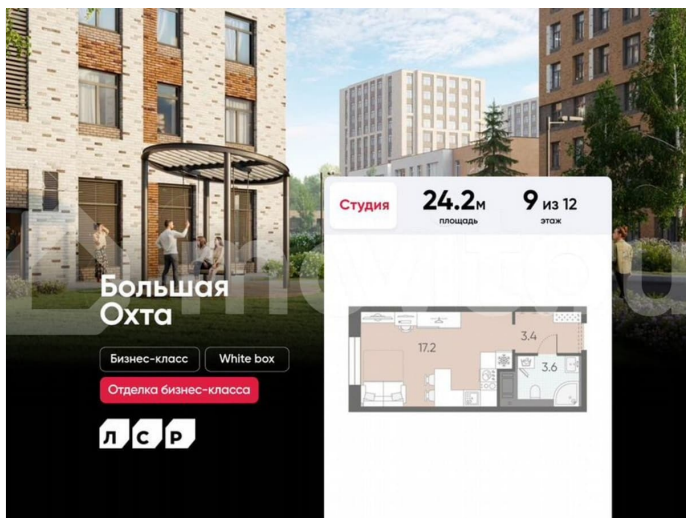 Студия
24.2м
площадь
9 из 12
этаж
Большая
Охта
Бизнес-класс
White box
Отделка бизнес-класса
ЛСР
17.2
3.4
3.6